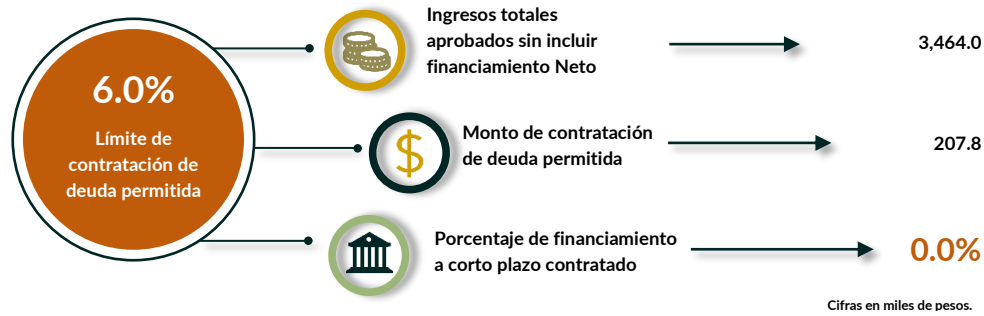 6.0%
Límite de
contratación de
deuda permitida
Ingresos totales
aprobados sin incluir
financiamiento Neto
3,464.0
$
Monto de contratación
de deuda permitida
207.8
Porcentaje de financiamiento
a corto plazo contratado
0.0%
Cifras en miles de pesos.